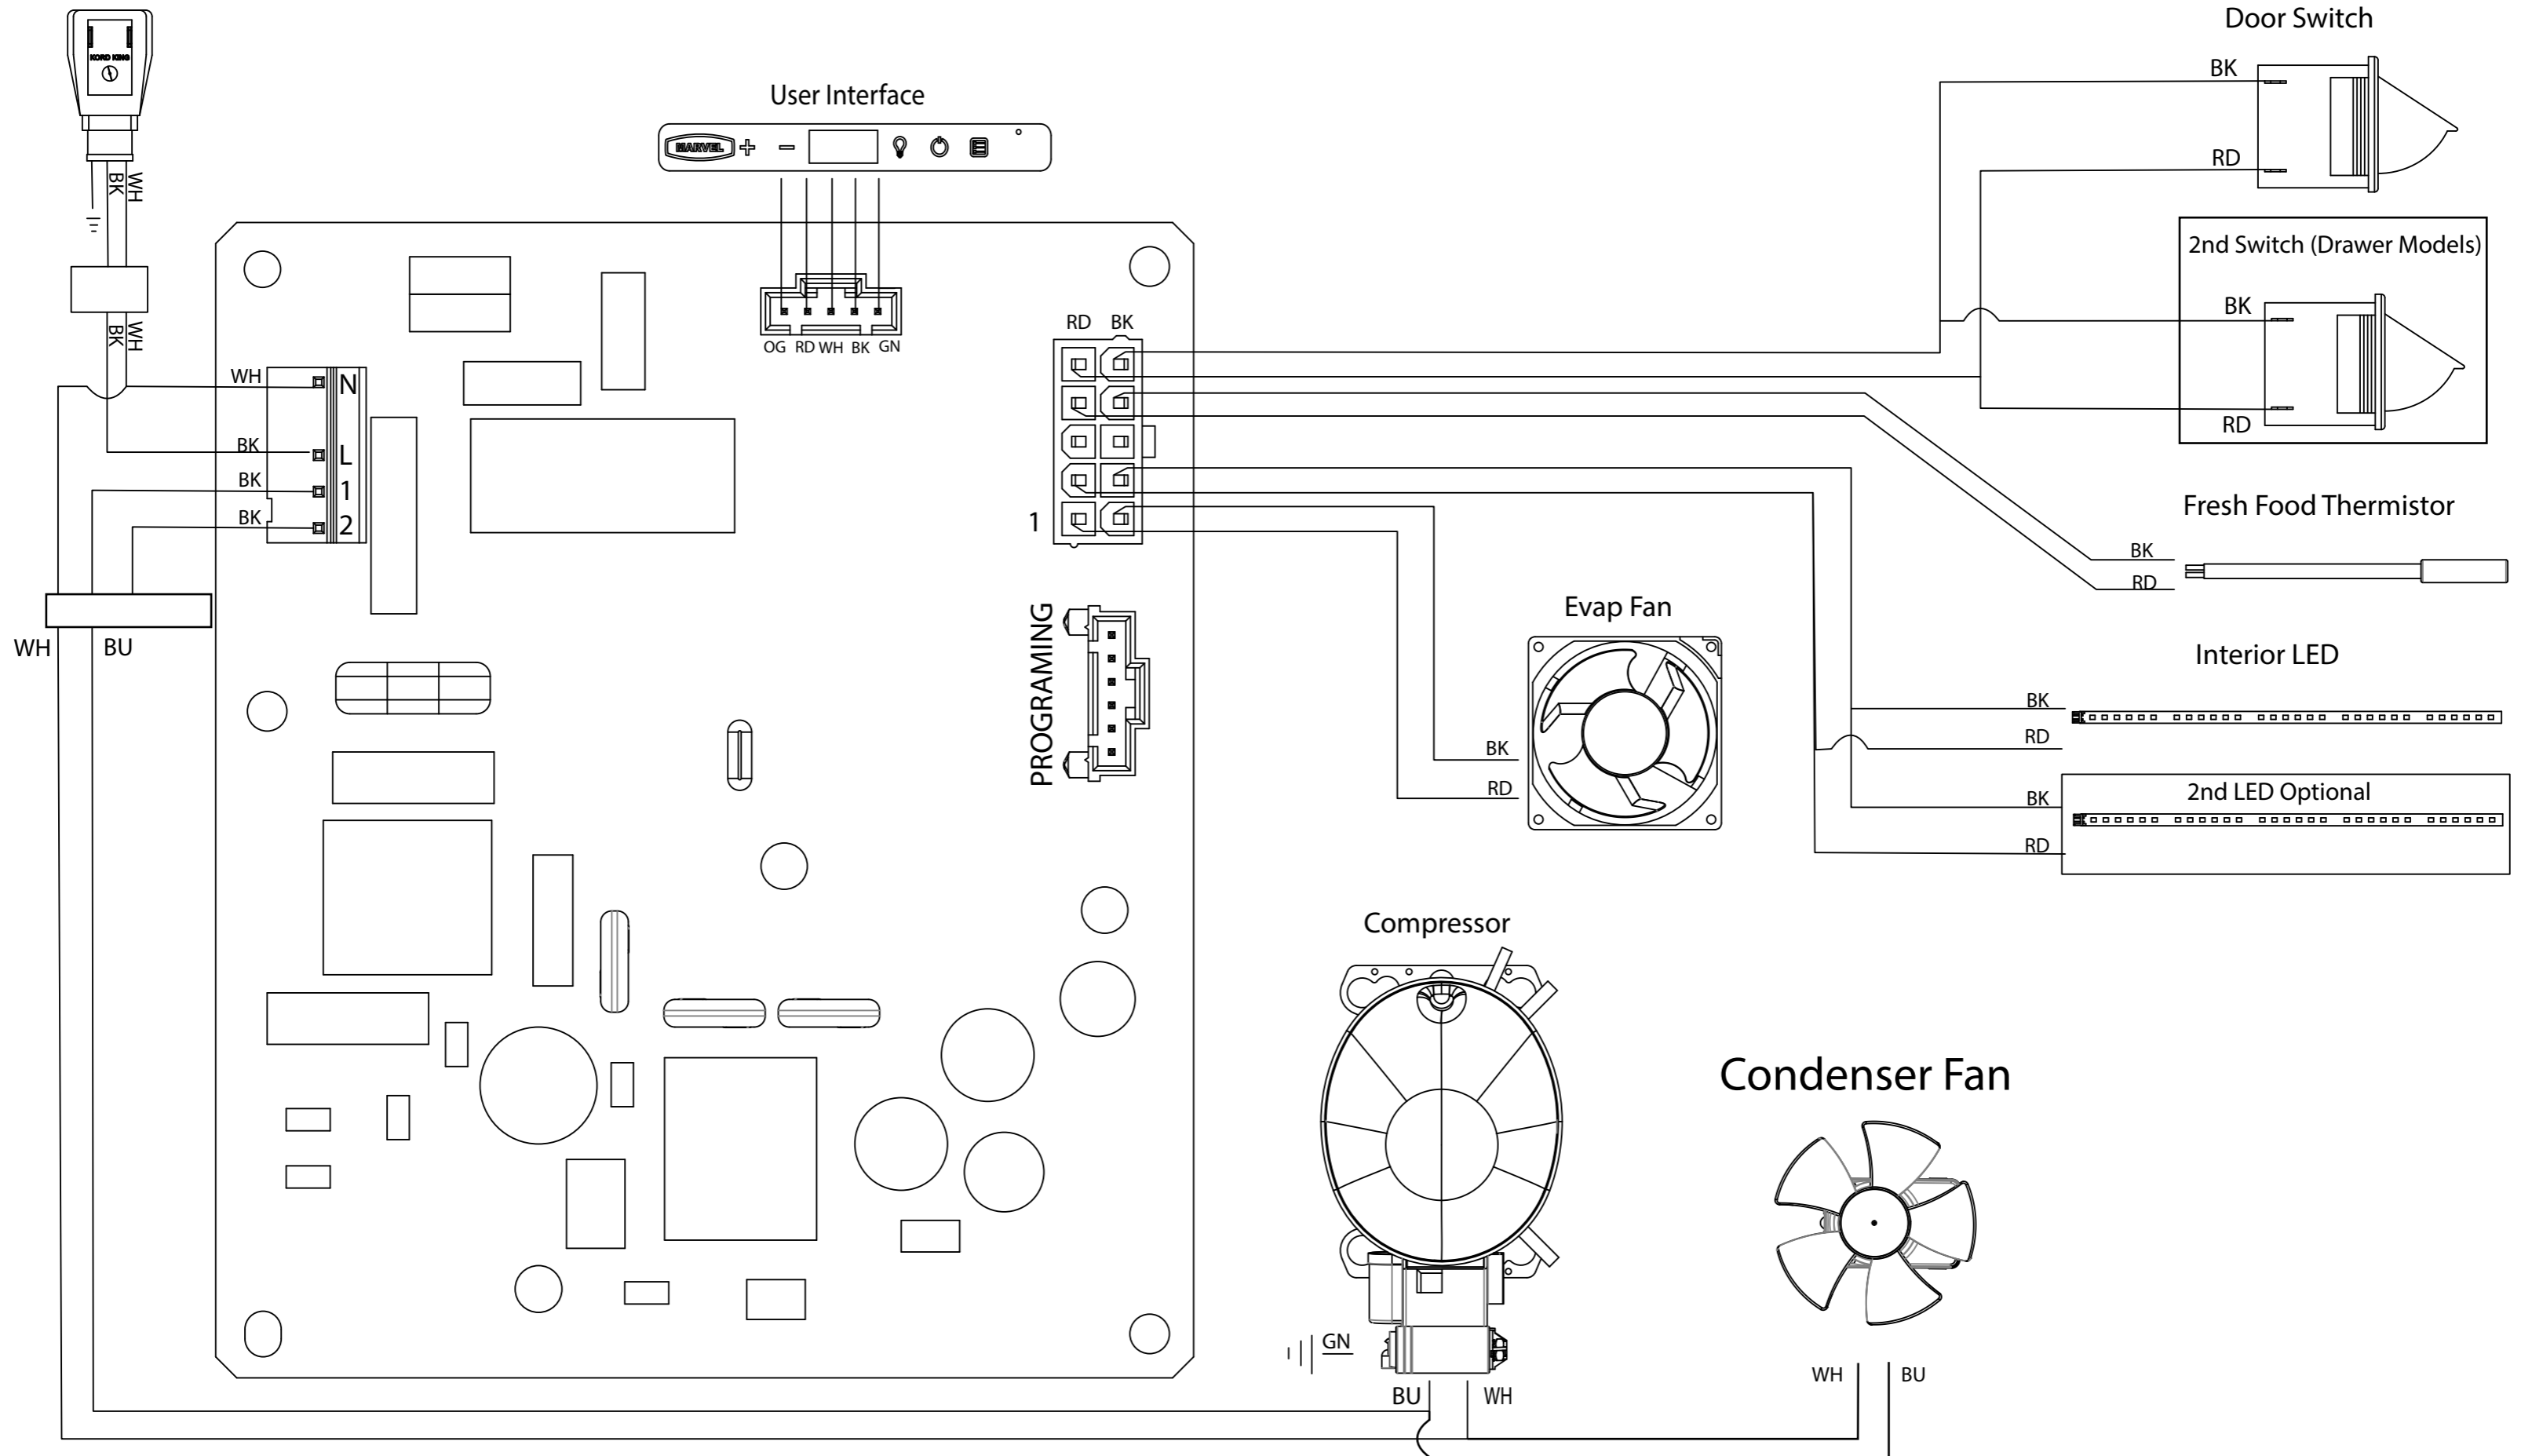 Door Switch
KORD KING
BK
User Interface
MARVEL
RD
BK
WH
2nd Switch (Drawer Models)
BK
BK
WH
RD BK
OG RD WH BK GN
WH
N
RD
BK
L
BK
1
Fresh Food Thermistor
BK
2
1
BK
RD
Evap Fan
PROGRAMING
WH
BU
Interior LED
BK
RD
BK
RD
BK
2nd LED Optional
RD
Compressor
Condenser Fan
GN
BU
WH
WH
BU